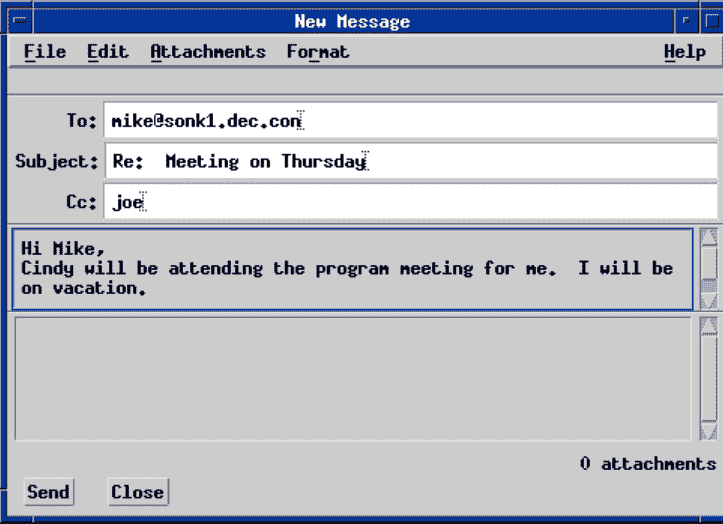 New Message
File Edit Attachments Format Help
To: mike@sonk1.dec.com
Subject: Re: Meeting on Thursday
Cc: joe
Hi Mike,
Cindy will be attending the program meeting for me. I will be
on vacation.
0 attachments
Send Close